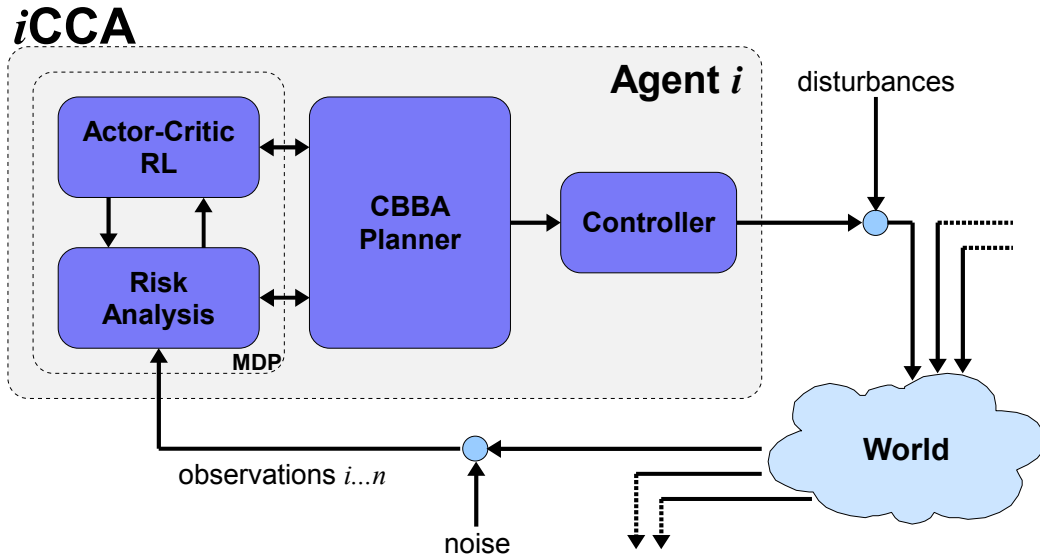 iCCA
Agent i
disturbances
Actor-Critic
RL
CBBA
Planner
Controller
Risk
Analysis
MDP
World
observations i...n
noise